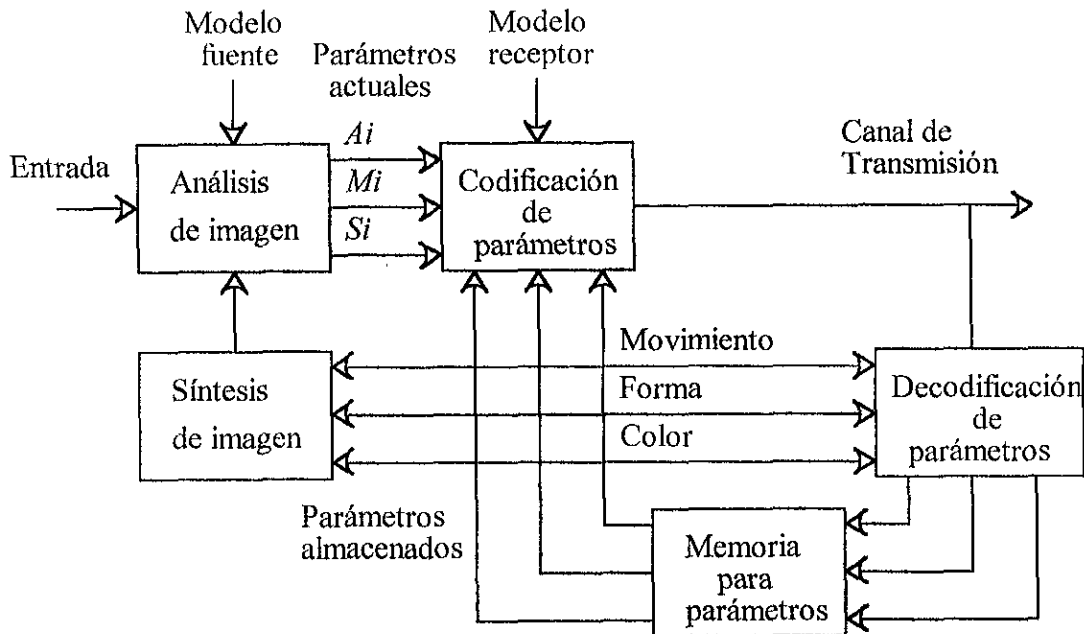 Modelo
fuente
Parámetros
actuales
Modelo
receptor
Canal de
Transmisión
Entrada
Análisis
de imagen
Ai
Mi
Si
Codificación
de
parámetros
Movimiento
Forma
Color
Síntesis
de imagen
Decodificación
de
parámetros
Parámetros
almacenados
Memoria
para
parámetros